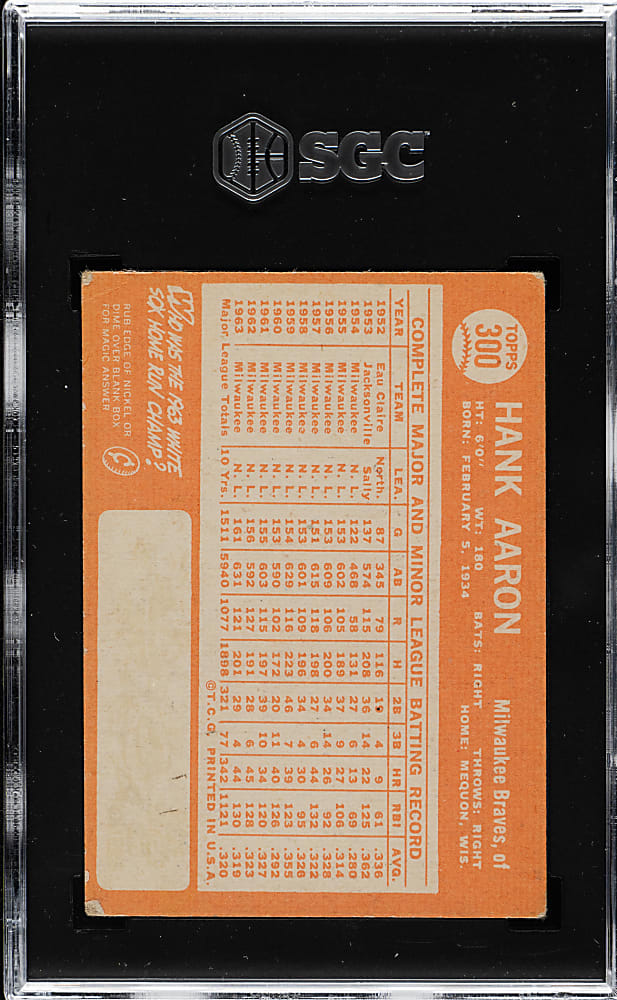 SGC
TOPPS
300
HANK AARON
Milwaukee Braves, of
HT: 6'0" WT: 180 BATS: RIGHT THROWS: RIGHT
BORN: FEBRUARY 5, 1934 HOME: MEQUON, WIS.
COMPLETE MAJOR AND MINOR LEAGUE BATTING RECORD
YEAR TEAM LEA. G AB R H 2B 3B HR RBI AVG.
1952 Eau Claire North. 87 345 79 116 19 4 9 61 .336
1953 Jacksonville Sally 137 574 115 208 36 14 22 125 .362
1954 Milwaukee N. L. 122 468 58 131 27 6 13 69 .280
1955 Milwaukee N. L. 153 602 105 189 37 9 27 106 .314
1956 Milwaukee N. L. 153 609 106 200 34 14 26 92 .328
1957 Milwaukee N. L. 151 615 118 198 27 6 44 132 .322
1958 Milwaukee N. L. 153 601 109 196 34 4 30 95 .326
1959 Milwaukee N. L. 154 629 116 223 46 7 39 123 .355
1960 Milwaukee N. L. 153 590 102 172 20 11 40 126 .292
1961 Milwaukee N. L. 155 603 115 197 39 10 34 120 .327
1962 Milwaukee N. L. 156 592 127 191 28 6 45 128 .323
1963 Milwaukee N. L. 161 631 121 201 29 4 44 130 .319
Major League Totals 10 Yrs. 1511 5940 1077 1898 321 77 342 1121 .320
©T.C.G. PRINTED IN U.S.A.
WHO WAS THE 1963 WHITE
SOX HOME RUN CHAMP?
RUB EDGE OF NICKEL OR
DIME OVER BLANK BOX
FOR MAGIC ANSWER